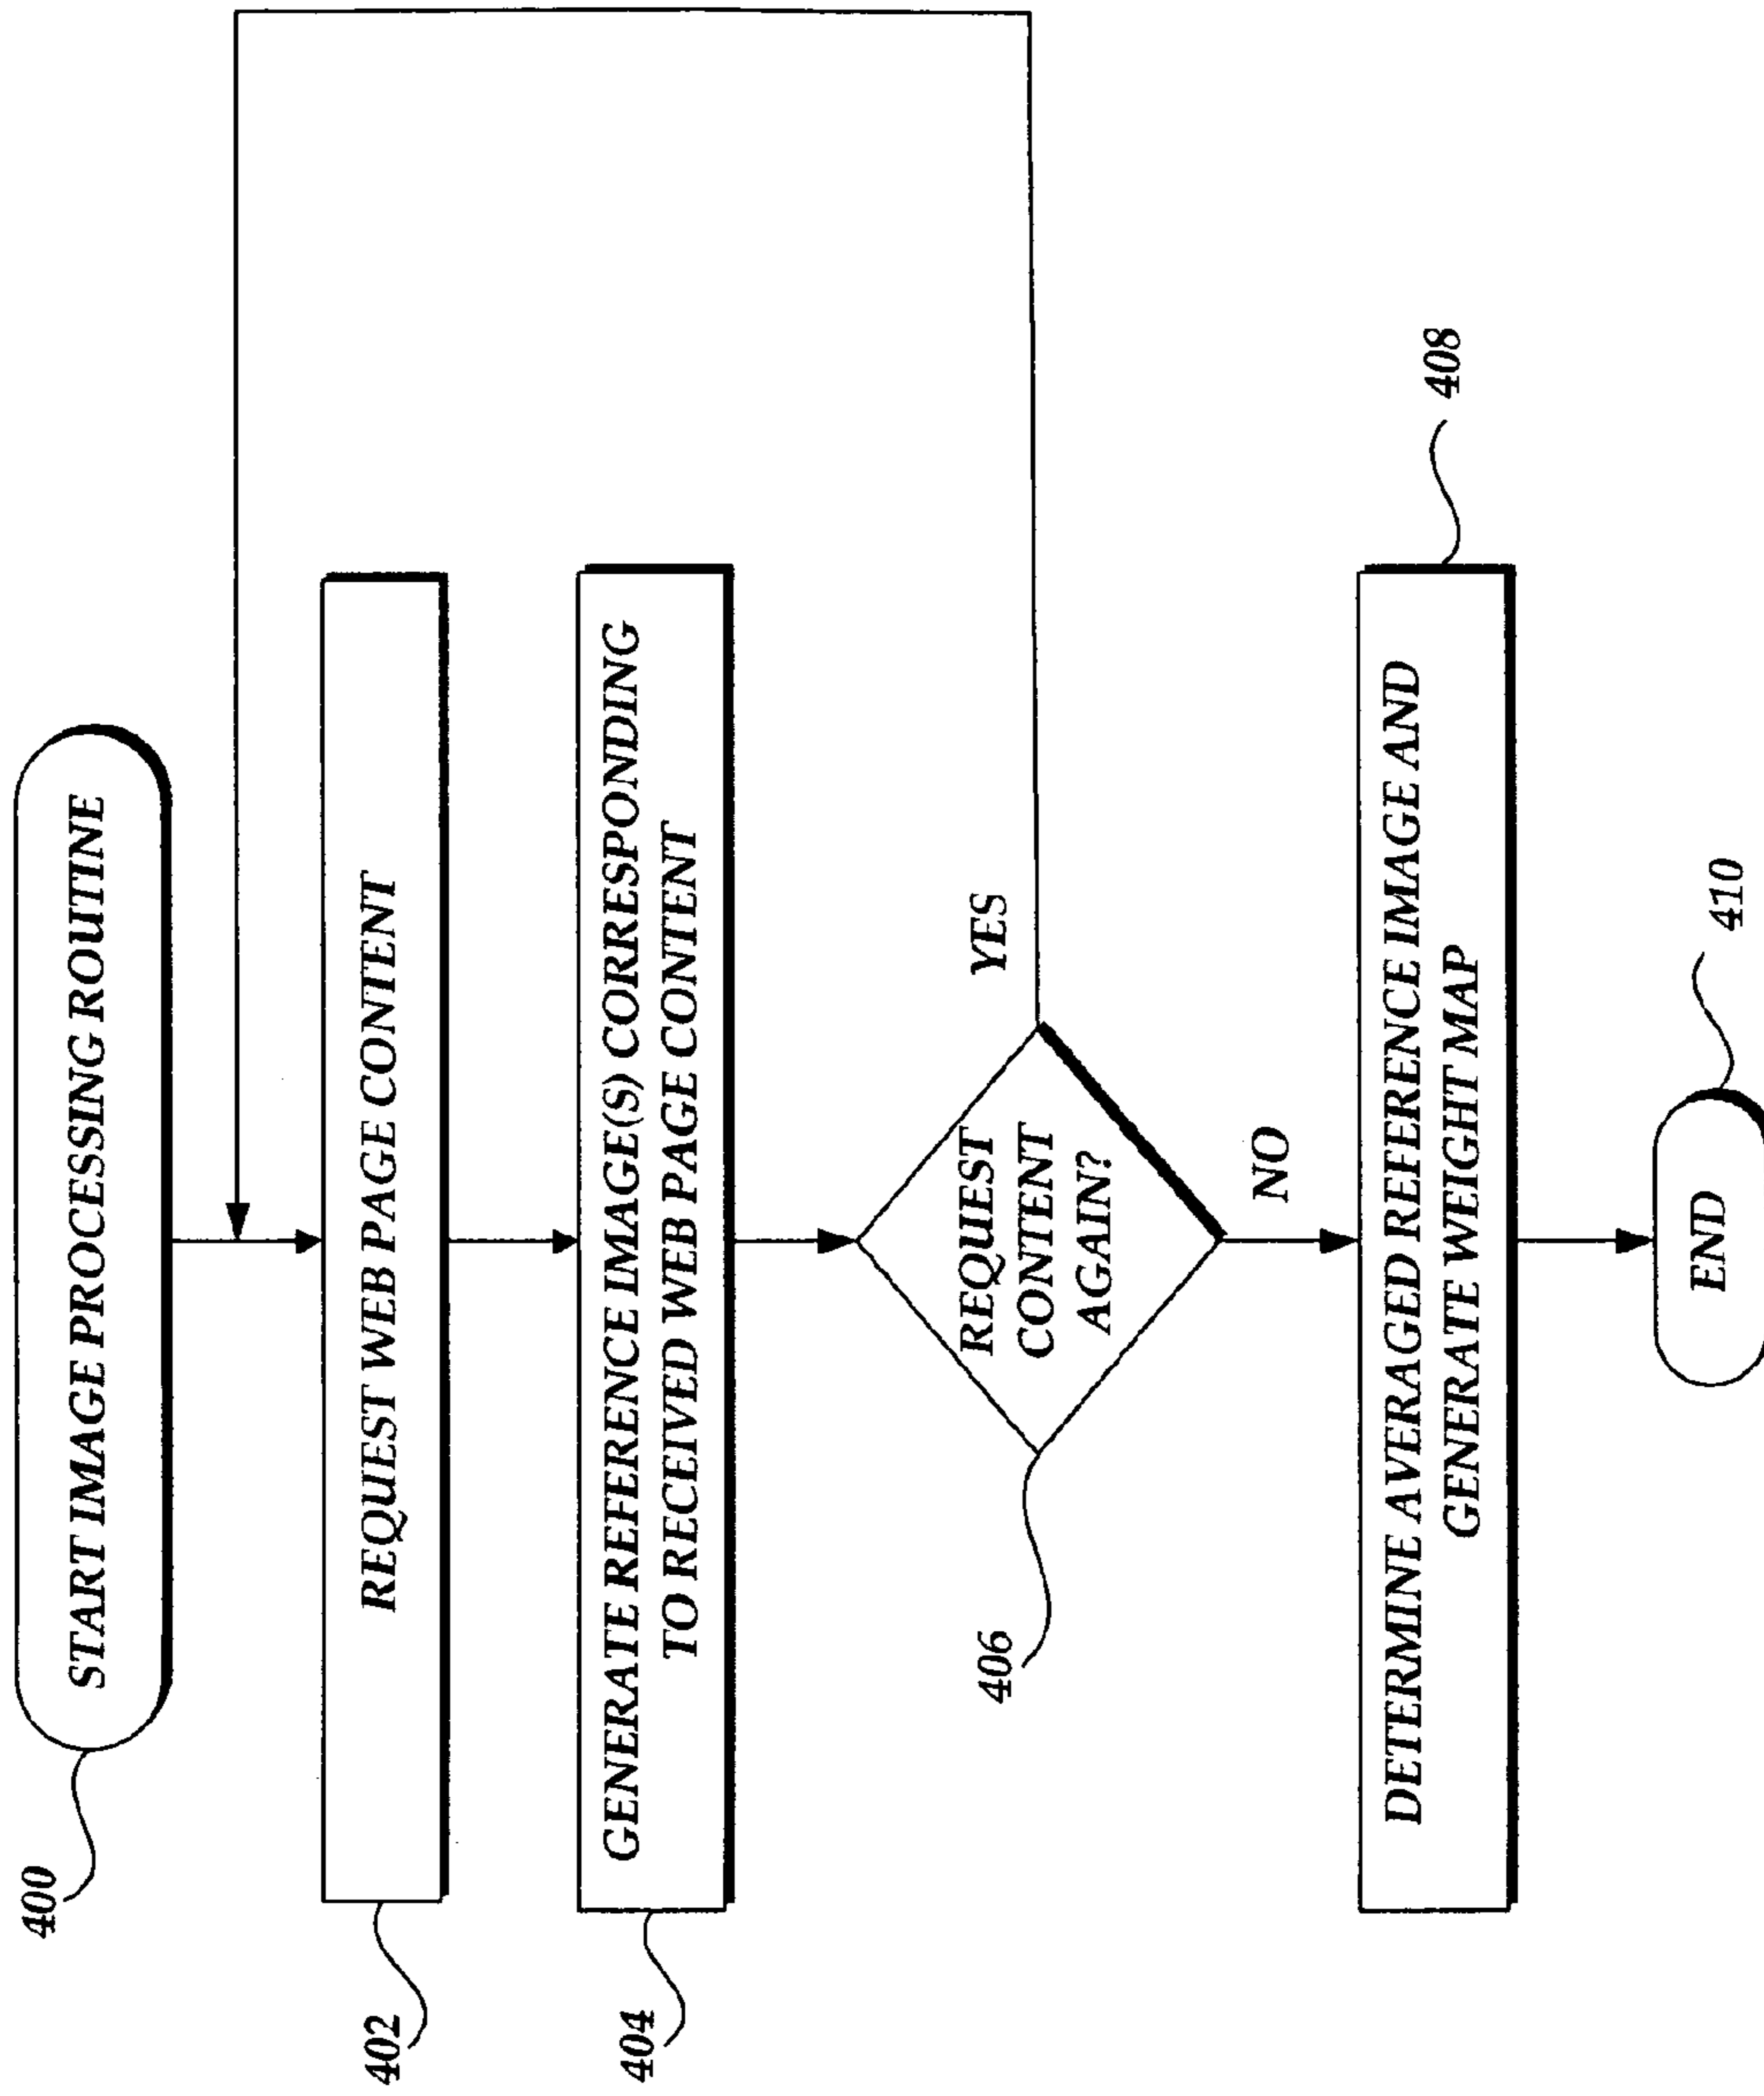 400
START IMAGE PROCESSING ROUTINE
402
REQUEST WEB PAGE CONTENT
404
GENERATE REFERENCE IMAGE(S) CORRESPONDING
TO RECEIVED WEB PAGE CONTENT
406
REQUEST
CONTENT
AGAIN?
YES
NO
DETERMINE AVERAGED REFERENCE IMAGE AND
GENERATE WEIGHT MAP
408
END
410